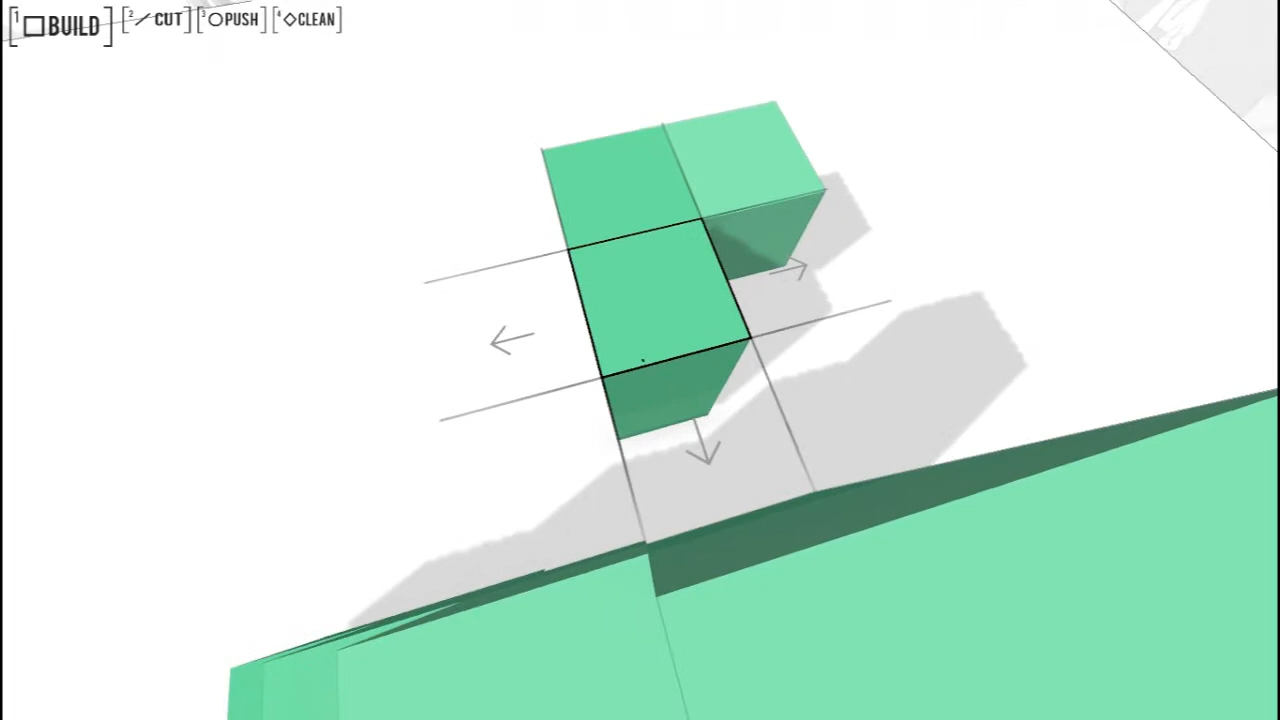 [¹ □ BUILD] [² ∕ CUT] [³ ○ PUSH] [⁴ ◇ CLEAN]